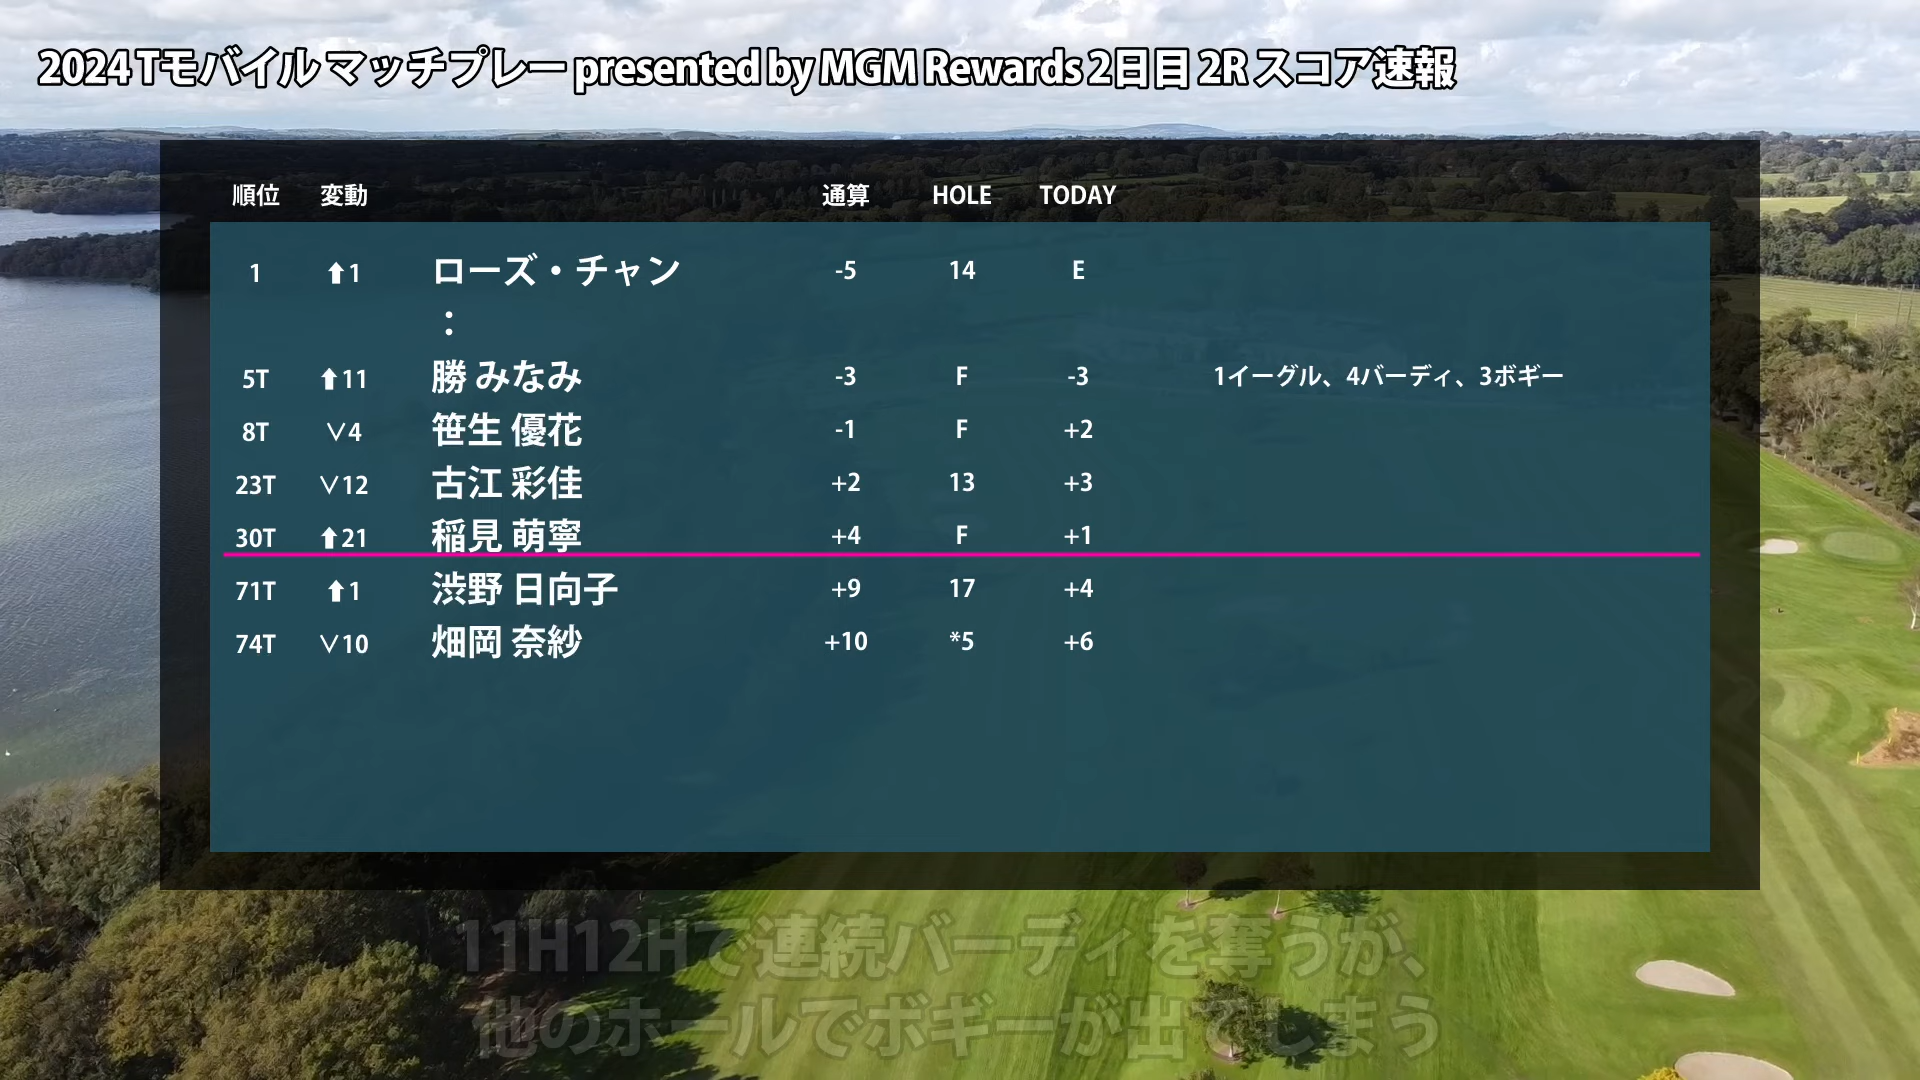 2024 Tモバイル マッチプレー presented by MGM Rewards 2日目 2R スコア速報
順位 変動 通算 HOLE TODAY
1 ⬆1 ローズ・チャン -5 14 E
：
5T ⬆11 勝 みなみ -3 F -3 1イーグル、4バーディ、3ボギー
8T ∨4 笹生 優花 -1 F +2
23T ∨12 古江 彩佳 +2 13 +3
30T ⬆21 稲見 萌寧 +4 F +1
71T ⬆1 渋野 日向子 +9 17 +4
74T ∨10 畑岡 奈紗 +10 *5 +6
11H12Hで連続バーディを奪うが、
他のホールでボギーが出てしまう